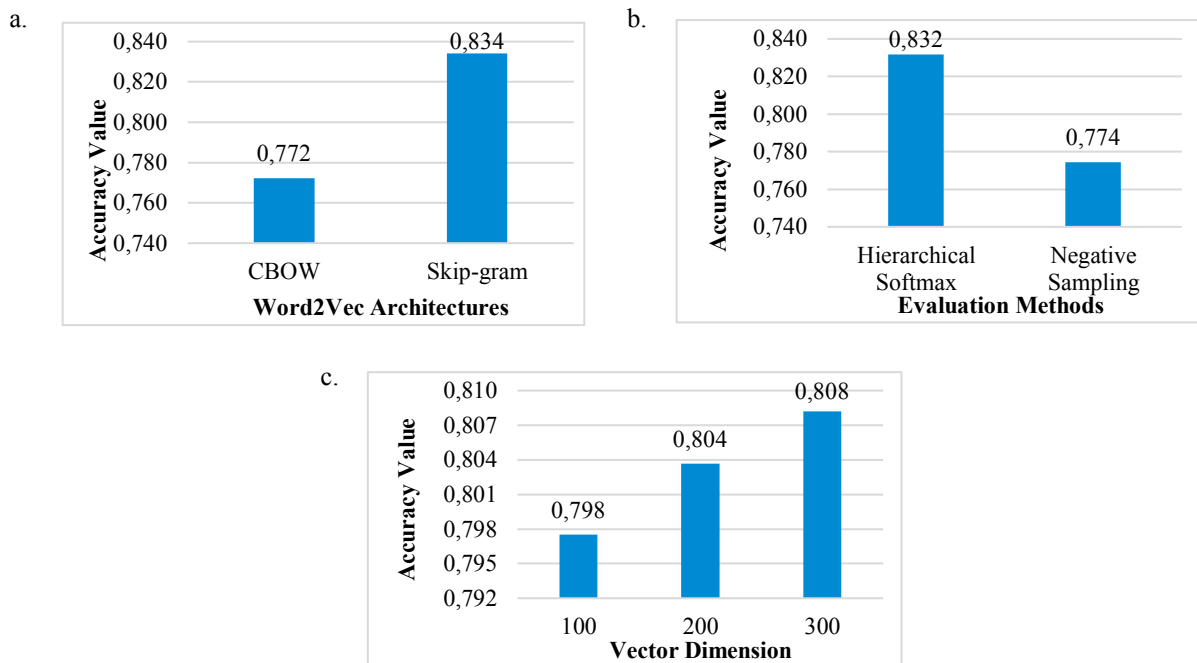 a.
Accuracy Value
0,840
0,820
0,800
0,780
0,760
0,740
0,772
0,834
CBOW Skip-gram
Word2Vec Architectures
b.
Accuracy Value
0,840
0,820
0,800
0,780
0,760
0,740
0,832
0,774
Hierarchical Negative
Softmax Sampling
Evaluation Methods
c.
Accuracy Value
0,810
0,807
0,804
0,801
0,798
0,795
0,792
0,798
0,804
0,808
100 200 300
Vector Dimension